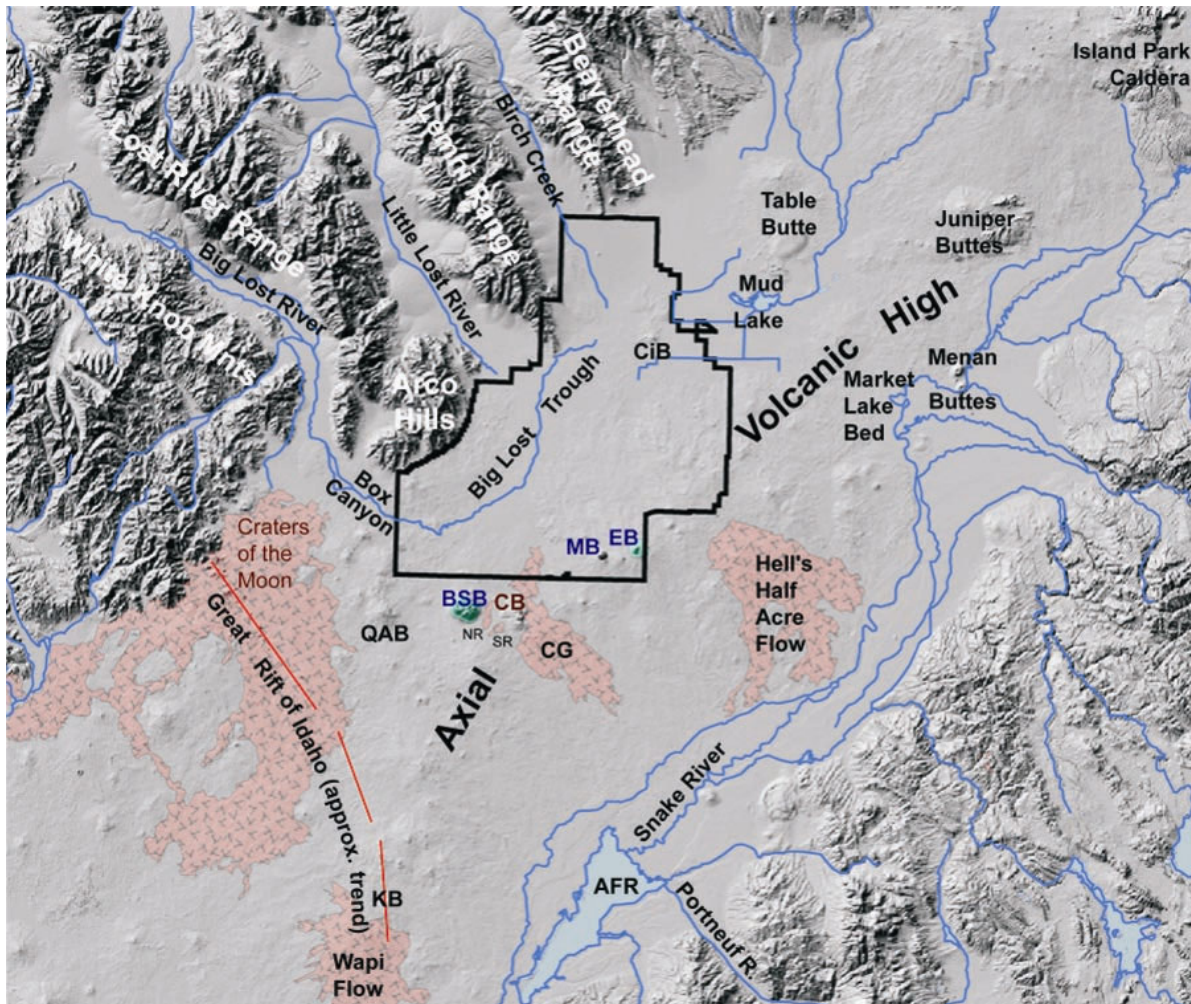 Island Park
Caldera
Beaverhead
Range
Birch Creek
Lemhi Range
Lost River Range
Little Lost River
White Knob Mts
Big Lost River
Table
Butte
Juniper
Buttes
Mud
Lake
Volcanic High
CiB
Menan
Buttes
Market
Lake
Bed
Arco
Hills
Big Lost Trough
Box
Canyon
Craters
of the
Moon
MB
EB
Hell's
Half
Acre
Flow
BSB
CB
QAB
NR
SR
CG
Axial
Great Rift of Idaho (approx. trend)
Snake River
KB
AFR
Portneuf R.
Wapi
Flow